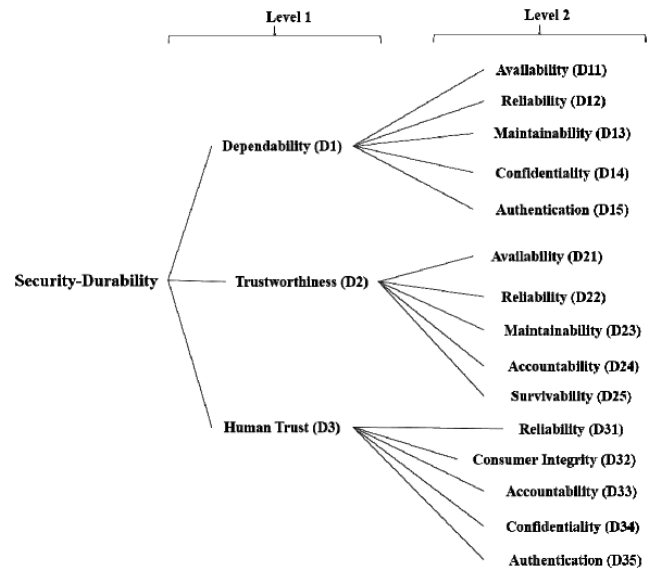 Level 1
Level 2
Security-Durability
Dependability (D1)
Availability (D11)
Reliability (D12)
Maintainability (D13)
Confidentiality (D14)
Authentication (D15)
Trustworthiness (D2)
Availability (D21)
Reliability (D22)
Maintainability (D23)
Accountability (D24)
Survivability (D25)
Human Trust (D3)
Reliability (D31)
Consumer Integrity (D32)
Accountability (D33)
Confidentiality (D34)
Authentication (D35)